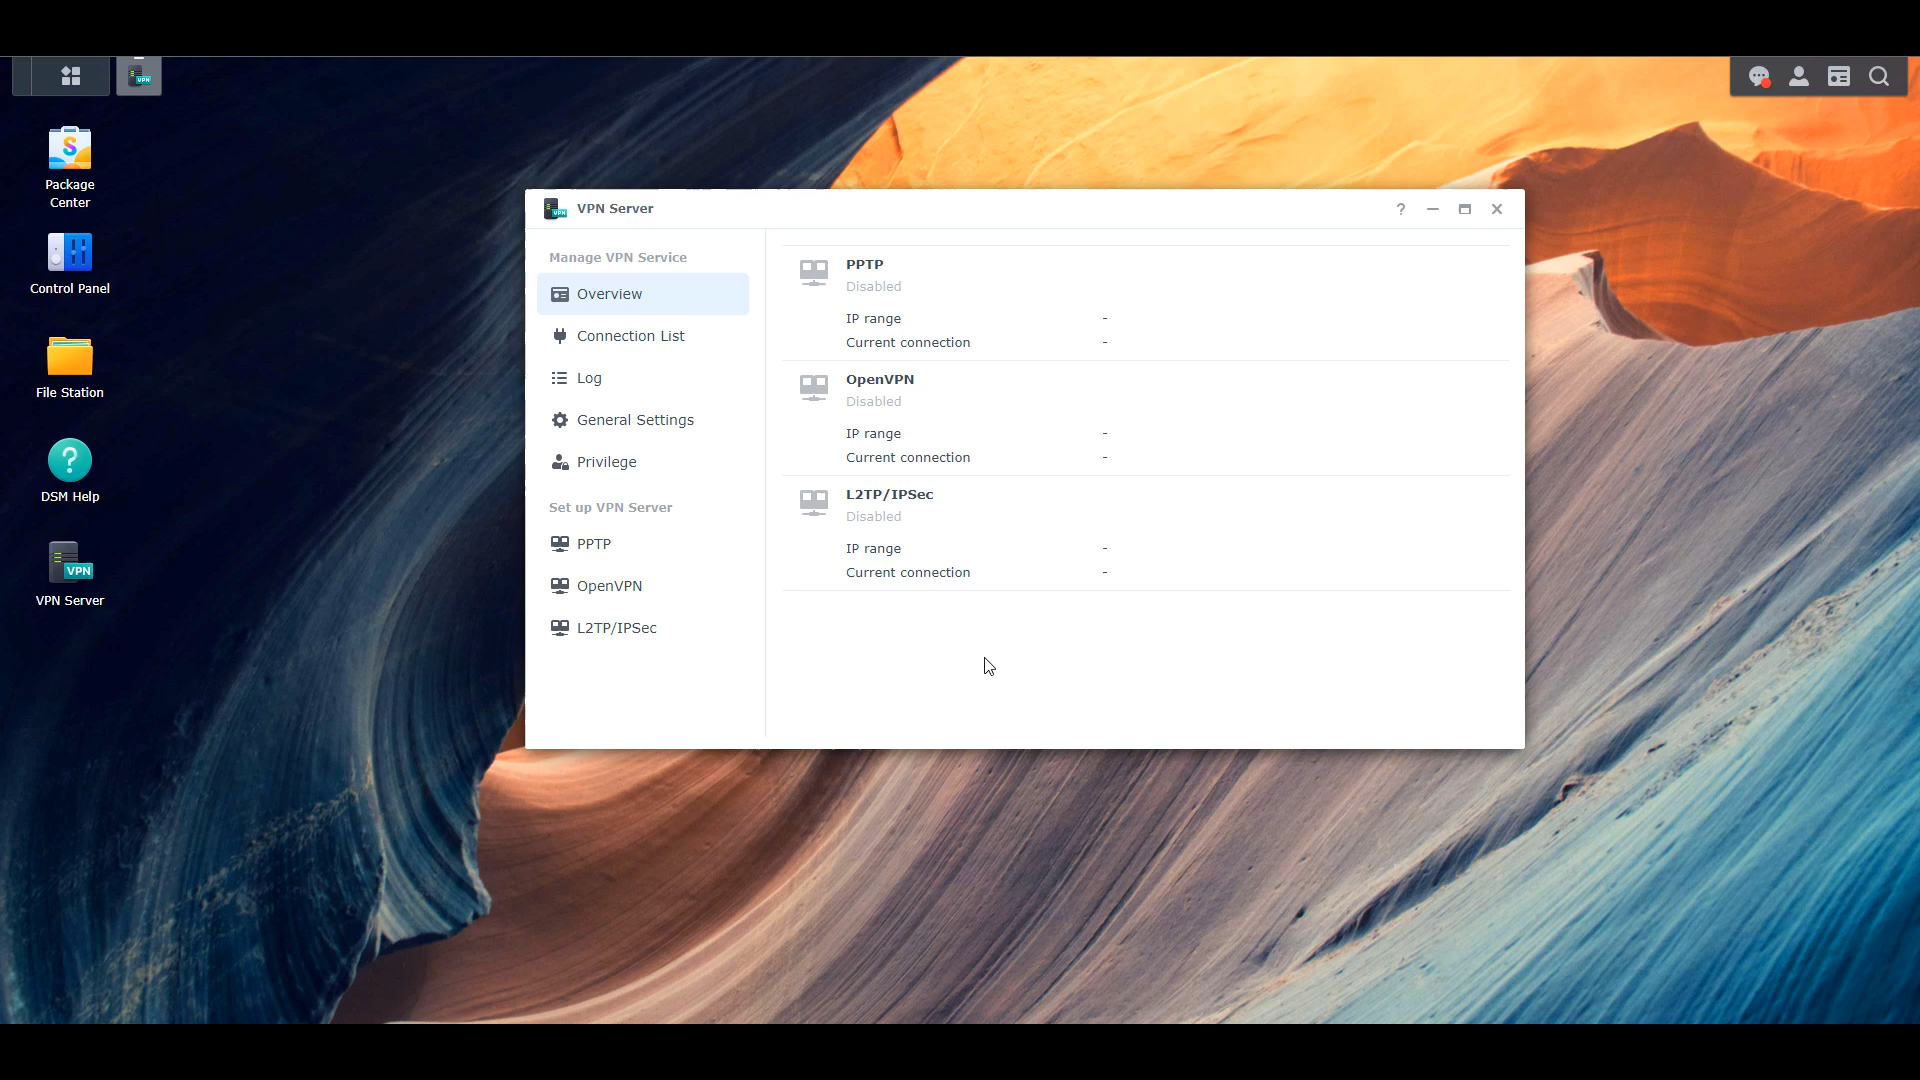 VPN
Package
Center
Control Panel
File Station
?
DSM Help
VPN
VPN Server
VPN
VPN Server
?
Manage VPN Service
Overview
Connection List
Log
General Settings
Privilege
Set up VPN Server
PPTP
OpenVPN
L2TP/IPSec
PPTP
Disabled
IP range -
Current connection -
OpenVPN
Disabled
IP range -
Current connection -
L2TP/IPSec
Disabled
IP range -
Current connection -